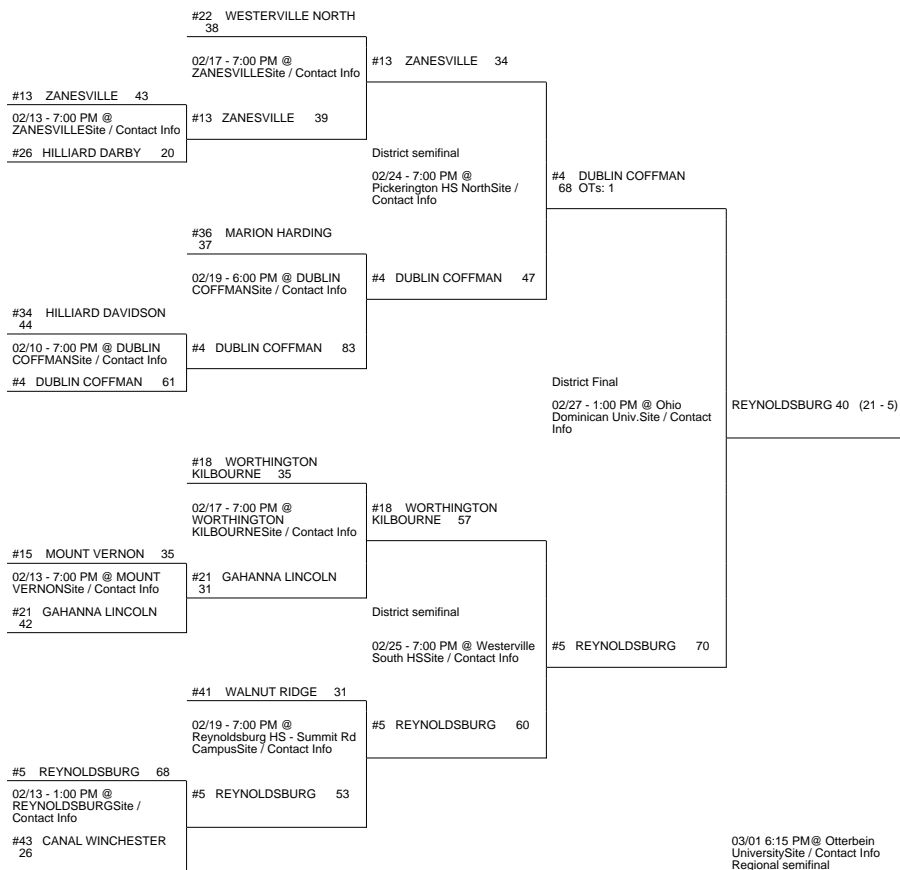 #22 WESTERVILLE NORTH
38
02/17 - 7:00 PM @
ZANESVILLESite / Contact Info
#13 ZANESVILLE 34
#13 ZANESVILLE 43
02/13 - 7:00 PM @
ZANESVILLESite / Contact Info
#13 ZANESVILLE 39
#26 HILLIARD DARBY 20
District semifinal
02/24 - 7:00 PM @
Pickerington HS NorthSite /
Contact Info
#4 DUBLIN COFFMAN
68 OTs: 1
#36 MARION HARDING
37
02/19 - 6:00 PM @ DUBLIN
COFFMANSite / Contact Info
#4 DUBLIN COFFMAN 47
#34 HILLIARD DAVIDSON
44
02/10 - 7:00 PM @ DUBLIN
COFFMANSite / Contact Info
#4 DUBLIN COFFMAN 83
#4 DUBLIN COFFMAN 61
District Final
02/27 - 1:00 PM @ Ohio
Dominican Univ.Site / Contact
Info
REYNOLDSBURG 40 (21 - 5)
#18 WORTHINGTON
KILBOURNE 35
02/17 - 7:00 PM @
WORTHINGTON
KILBOURNESite / Contact Info
#18 WORTHINGTON
KILBOURNE 57
#15 MOUNT VERNON 35
02/13 - 7:00 PM @ MOUNT
VERNONSite / Contact Info
#21 GAHANNA LINCOLN
31
#21 GAHANNA LINCOLN
42
District semifinal
02/25 - 7:00 PM @ Westerville
South HSSite / Contact Info
#5 REYNOLDSBURG 70
#41 WALNUT RIDGE 31
02/19 - 7:00 PM @
Reynoldsburg HS - Summit Rd
CampusSite / Contact Info
#5 REYNOLDSBURG 60
#5 REYNOLDSBURG 68
02/13 - 1:00 PM @
REYNOLDSBURGSite /
Contact Info
#5 REYNOLDSBURG 53
#43 CANAL WINCHESTER
26
03/01 6:15 PM@ Otterbein
UniversitySite / Contact Info
Regional semifinal